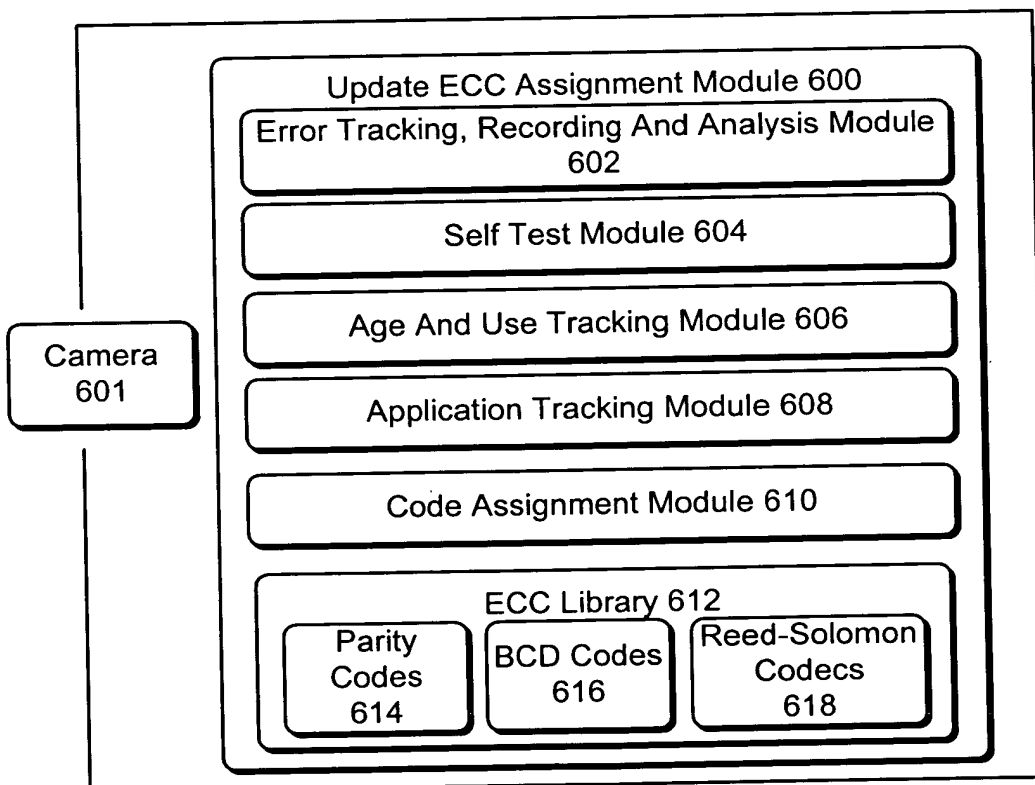 Update ECC Assignment Module 600
Error Tracking, Recording And Analysis Module
602
Self Test Module 604
Age And Use Tracking Module 606
Camera
601
Application Tracking Module 608
Code Assignment Module 610
ECC Library 612
Parity
Codes
614
BCD Codes
616
Reed-Solomon
Codecs
618